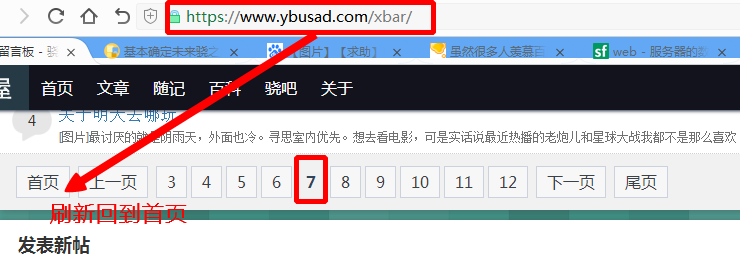 https://www.ybusad.com/xbar/
留言板 - 骁 基本确定未来骁之 【图片】【求助】 虽然很多人羡慕百 sf web - 服务器的数
屋 首页 文章 随记 百科 骁吧 关于
4 关于明天去哪玩
[图片]最讨厌的就是阴雨天，外面也冷。寻思室内优先。想去看电影，可是实话说最近热播的老炮儿和星球大战我都不是那么喜欢
首页 上一页 3 4 5 6 7 8 9 10 11 12 下一页 尾页
刷新回到首页
发表新帖